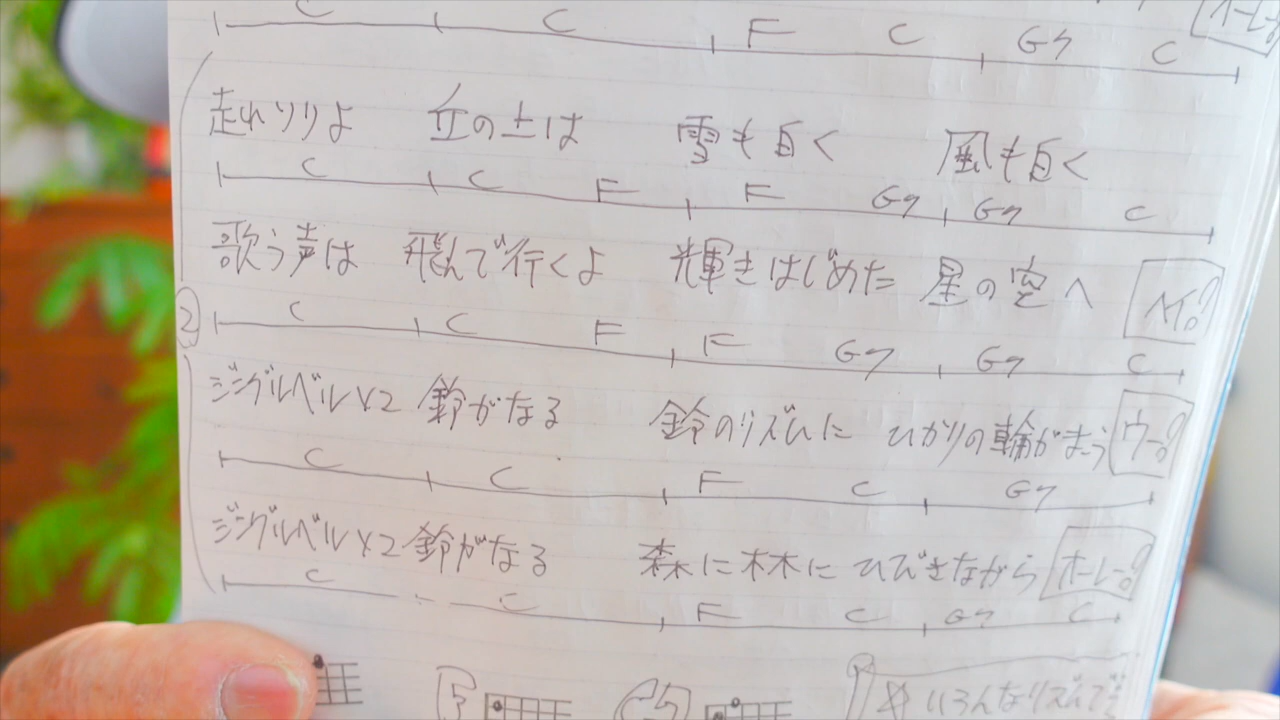 C C F C G7 C オーレ!
走れソリよ 丘の上は 雪も白く 風も白く
C C F F G7 G7 C
歌う声は 飛んで行くよ 輝きはじめた 星の空へ ヘイ!
② C C F F G7 G7 C
ジングルベル×2 鈴がなる 鈴のリズムに ひかりの輪がまう ウー!
C C F C G7
ジングルベル×2 鈴がなる 森に林に ひびきながら オーレー!
C C F C G7 C
F
いろんなリズムで